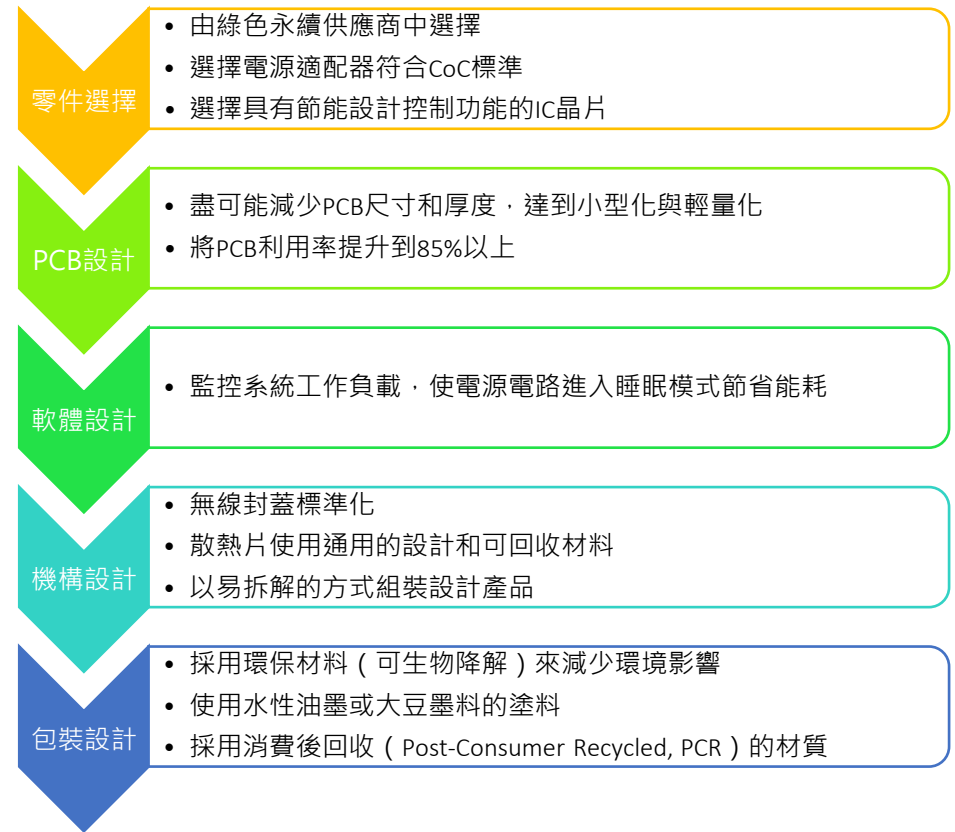 零件選擇
• 由綠色永續供應商中選擇
• 選擇電源適配器符合CoC標準
• 選擇具有節能設計控制功能的IC晶片
PCB設計
• 盡可能減少PCB尺寸和厚度，達到小型化與輕量化
• 將PCB利用率提升到85%以上
軟體設計
• 監控系統工作負載，使電源電路進入睡眠模式節省能耗
機構設計
• 無線封蓋標準化
• 散熱片使用通用的設計和可回收材料
• 以易拆解的方式組裝設計產品
包裝設計
• 採用環保材料（可生物降解）來減少環境影響
• 使用水性油墨或大豆墨料的塗料
• 採用消費後回收（Post-Consumer Recycled, PCR）的材質